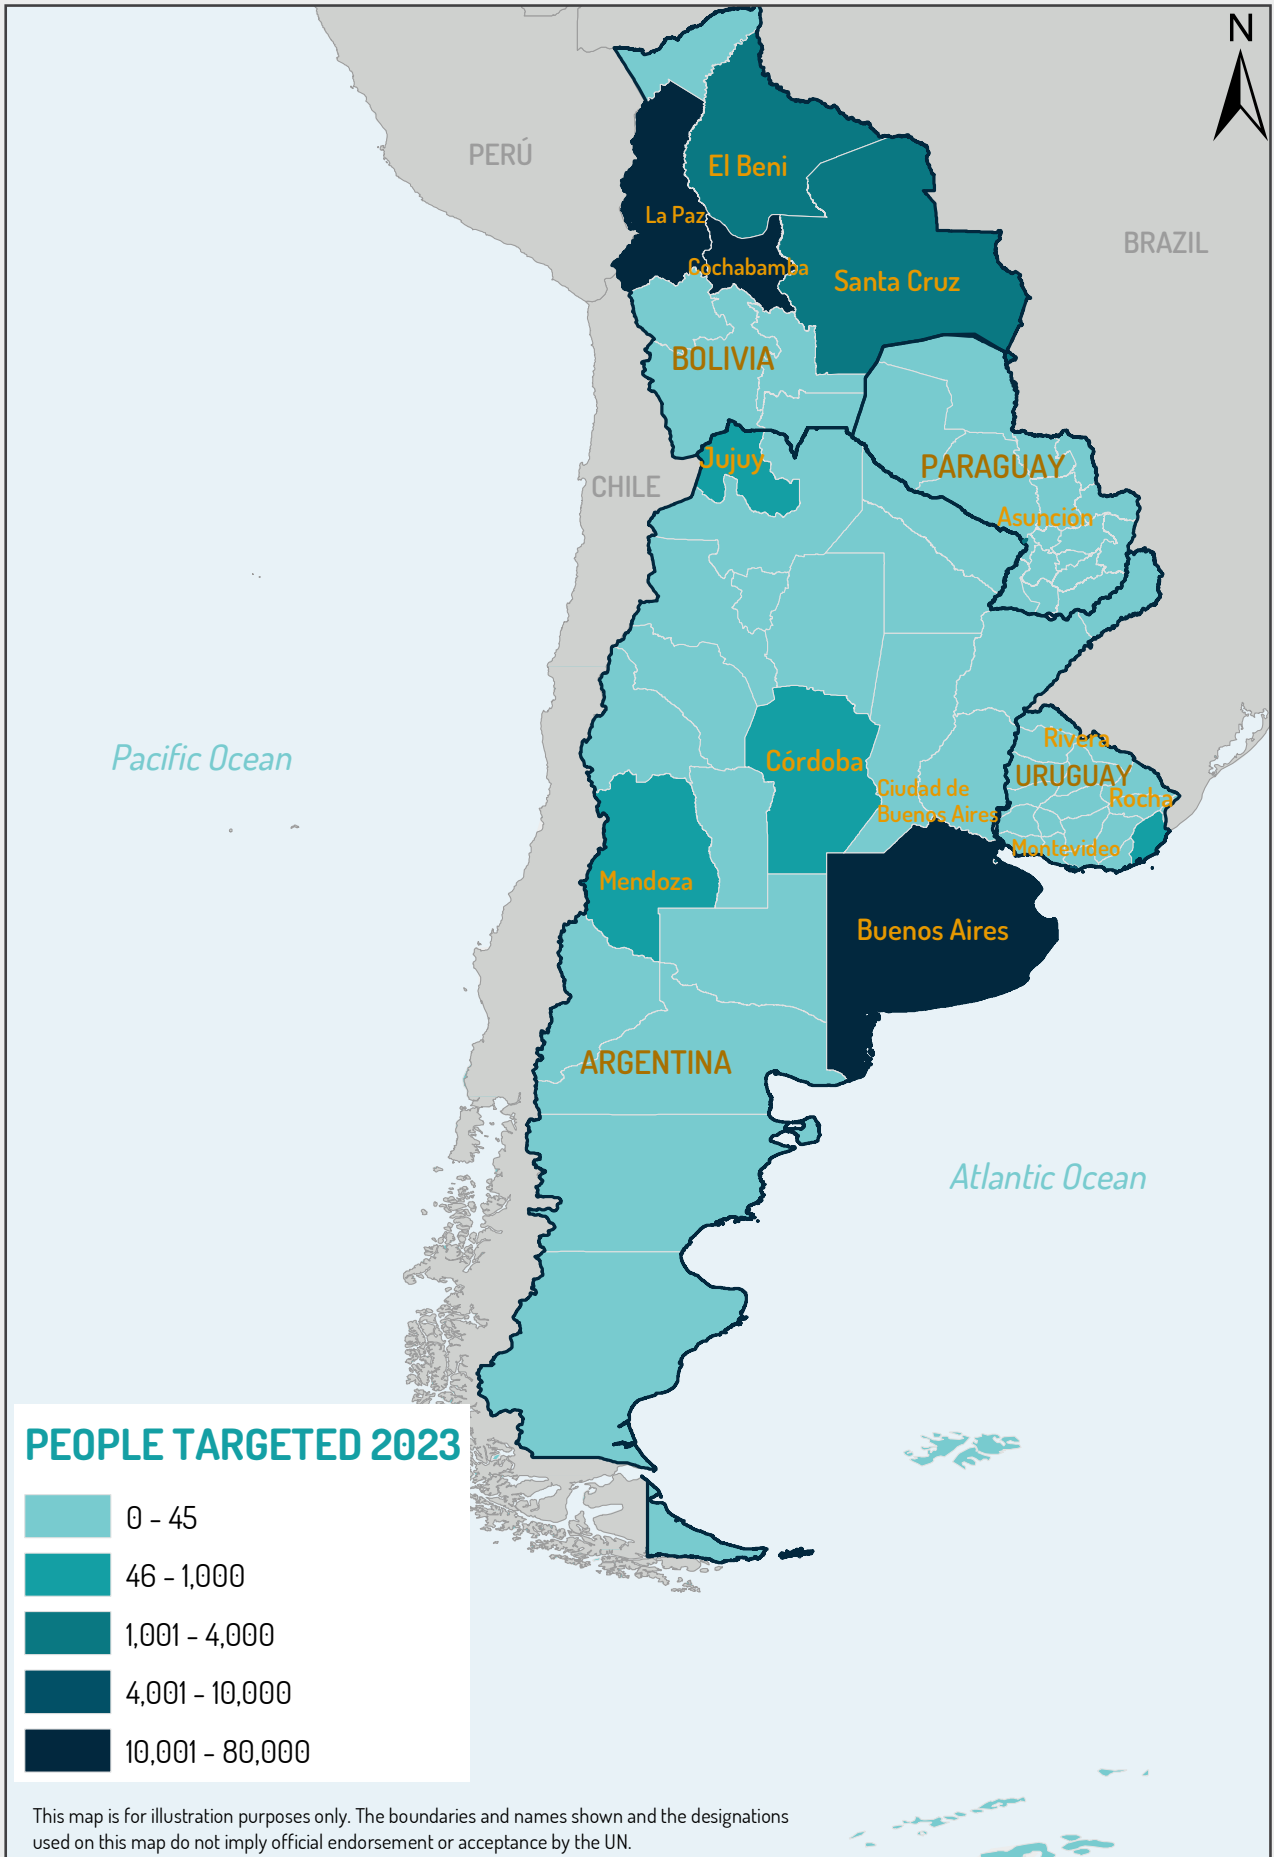 N
PERÚ
El Beni
La Paz
BRAZIL
Cochabamba
Santa Cruz
BOLIVIA
Jujuy
PARAGUAY
CHILE
Asunción
Rivera
Pacific Ocean
Córdoba
URUGUAY
Ciudad de
Buenos Aires
Rocha
Montevideo
Mendoza
Buenos Aires
ARGENTINA
Atlantic Ocean
PEOPLE TARGETED 2023
0 - 45
46 - 1,000
1,001 - 4,000
4,001 - 10,000
10,001 - 80,000
This map is for illustration purposes only. The boundaries and names shown and the designations
used on this map do not imply official endorsement or acceptance by the UN.